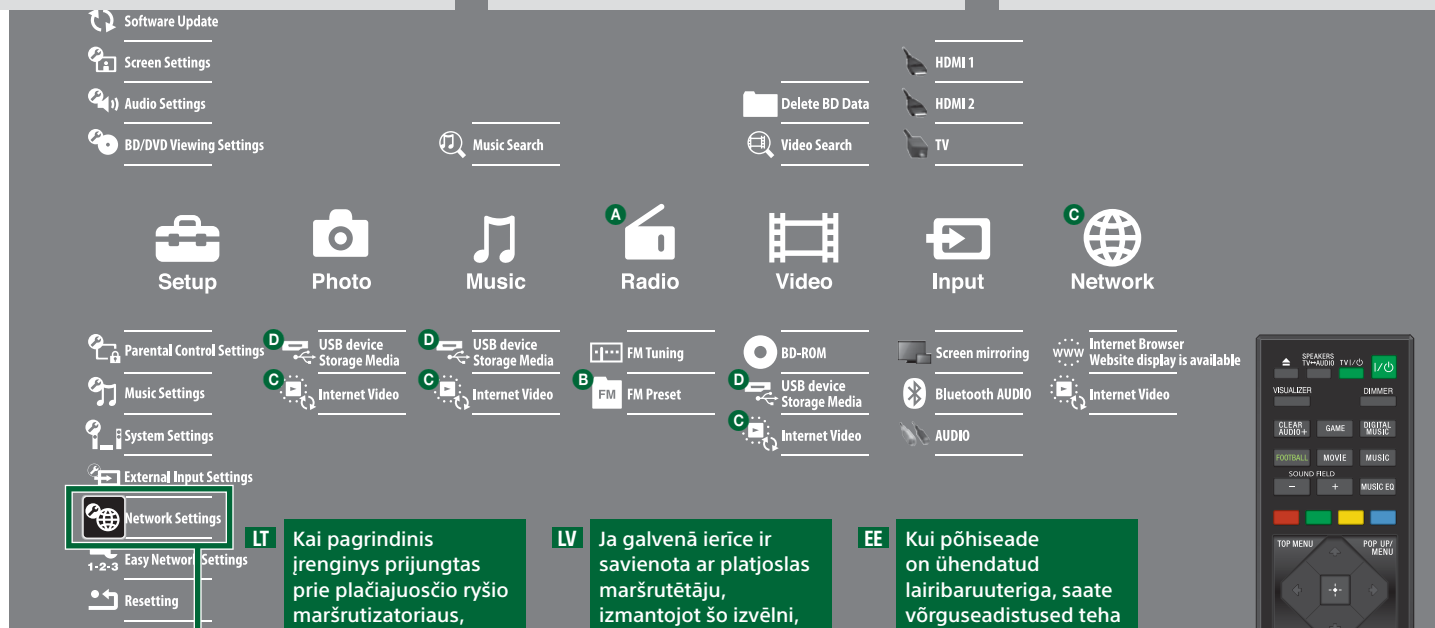 Software Update
Screen Settings
Audio Settings
BD/DVD Viewing Settings
Music Search
Delete BD Data
Video Search
HDMI 1
HDMI 2
TV
Setup
Photo
Music
A
Radio
Video
Input
C
Network
Parental Control Settings
Music Settings
System Settings
External Input Settings
Network Settings
1-2-3 Easy Network Settings
Resetting
D USB device
Storage Media
C Internet Video
D USB device
Storage Media
C Internet Video
FM Tuning
B FM FM Preset
BD-ROM
D USB device
Storage Media
C Internet Video
Screen mirroring
Bluetooth AUDIO
AUDIO
www Internet Browser
Website display is available
Internet Video
SPEAKERS
TV↔AUDIO TV I/⏻ I/⏻
VISUALIZER DIMMER
CLEAR AUDIO+ GAME DIGITAL MUSIC
FOOTBALL MOVIE MUSIC
SOUND FIELD
– + MUSIC EQ
TOP MENU POP UP/
MENU
LT Kai pagrindinis
įrenginys prijungtas
prie plačiajuosčio ryšio
maršrutizatoriaus,
LV Ja galvenā ierīce ir
savienota ar platjoslas
maršrutētāju,
izmantojot šo izvēlni,
EE Kui põhiseade
on ühendatud
lairibaruuteriga, saate
võrguseadistused teha